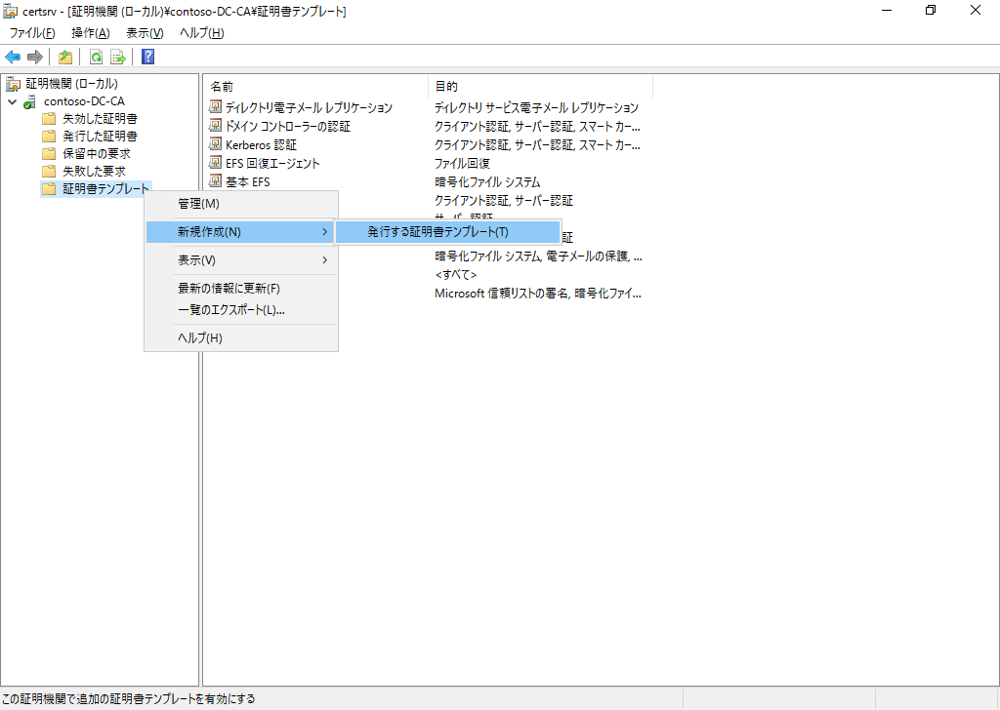 certsrv - [証明機関 (ローカル)¥contoso-DC-CA¥証明書テンプレート]
ファイル(F) 操作(A) 表示(V) ヘルプ(H)
証明機関 (ローカル)
contoso-DC-CA
失効した証明書
発行した証明書
保留中の要求
失敗した要求
証明書テンプレート
名前 目的
ディレクトリ電子メール レプリケーション ディレクトリ サービス電子メール レプリケーション
ドメイン コントローラーの認証 クライアント認証, サーバー認証, スマート カー...
Kerberos 認証 クライアント認証, サーバー認証, スマート カー...
EFS 回復エージェント ファイル回復
基本 EFS 暗号化ファイル システム
クライアント認証, サーバー認証
サーバー認証
証
暗号化ファイル システム, 電子メールの保護, ...
<すべて>
Microsoft 信頼リストの署名, 暗号化ファイ...
管理(M)
新規作成(N) >
発行する証明書テンプレート(T)
表示(V) >
最新の情報に更新(F)
一覧のエクスポート(L)...
ヘルプ(H)
この証明機関で追加の証明書テンプレートを有効にする